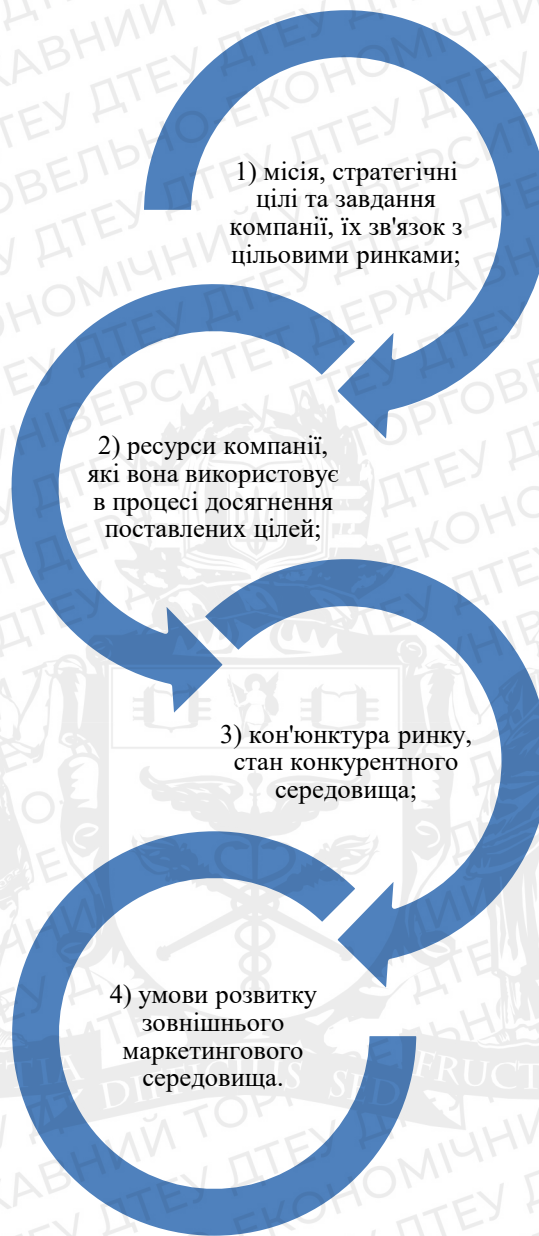 1) місія, стратегічні
цілі та завдання
компанії, їх зв'язок з
цільовими ринками;
2) ресурси компанії,
які вона використовує
в процесі досягнення
поставлених цілей;
3) кон'юнктура ринку,
стан конкурентного
середовища;
4) умови розвитку
зовнішнього
маркетингового
середовища.